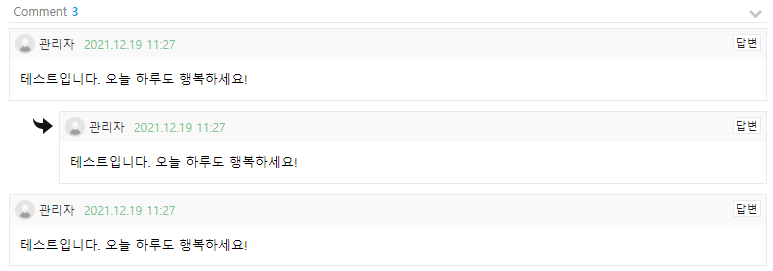 Comment 3
관리자 2021.12.19 11:27 답변
테스트입니다. 오늘 하루도 행복하세요!
관리자 2021.12.19 11:27 답변
테스트입니다. 오늘 하루도 행복하세요!
관리자 2021.12.19 11:27 답변
테스트입니다. 오늘 하루도 행복하세요!